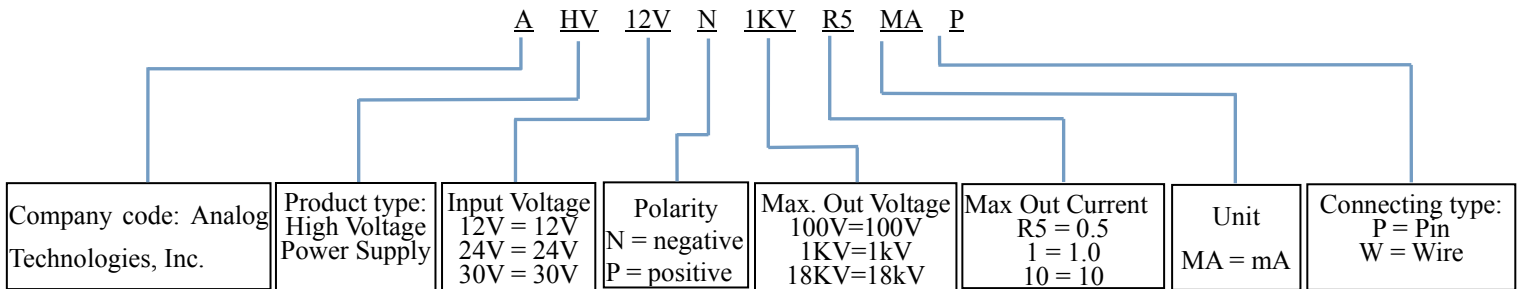 A HV 12V N 1KV R5 MA P
Company code: Analog
Technologies, Inc.
Product type:
High Voltage
Power Supply
Input Voltage
12V = 12V
24V = 24V
30V = 30V
Polarity
N = negative
P = positive
Max. Out Voltage
100V=100V
1KV=1kV
18KV=18kV
Max Out Current
R5 = 0.5
1 = 1.0
10 = 10
Unit
MA = mA
Connecting type:
P = Pin
W = Wire